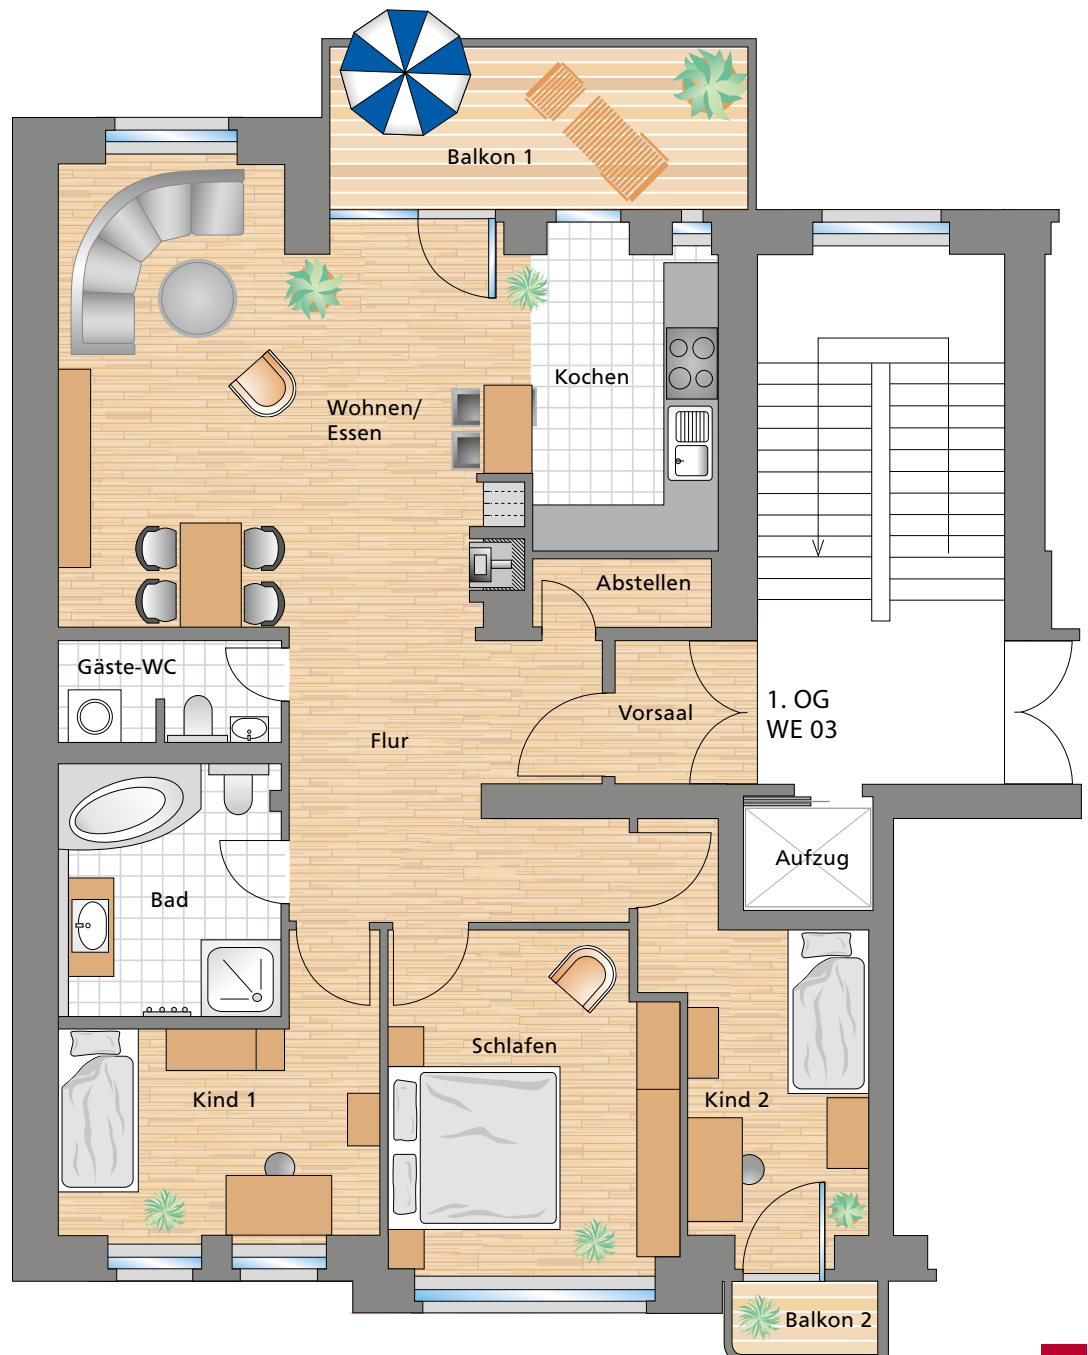 Balkon 1
Kochen
Wohnen/
Essen
Abstellen
Gäste-WC
Vorsaal
1. OG
WE 03
Flur
Aufzug
Bad
Schlafen
Kind 1
Kind 2
Balkon 2